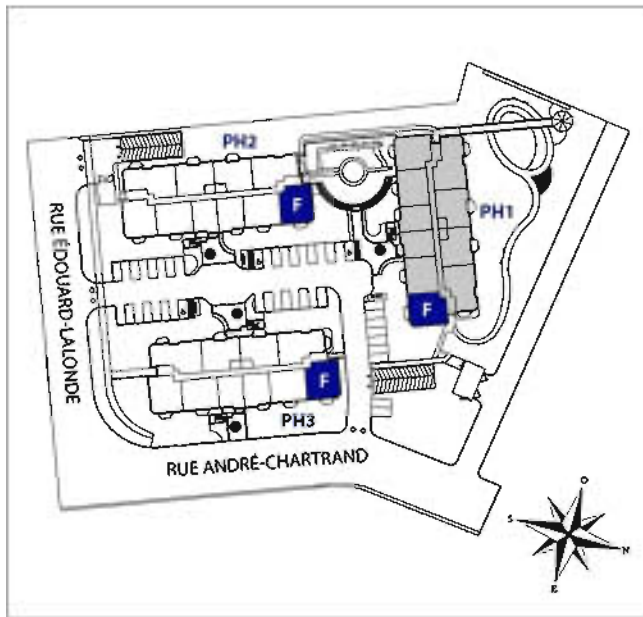 PH2
PH1
F
F
F
PH3
RUE ÉDOUARD-LALONDE
RUE ANDRÉ-CHARTRAND
O
S
N
E